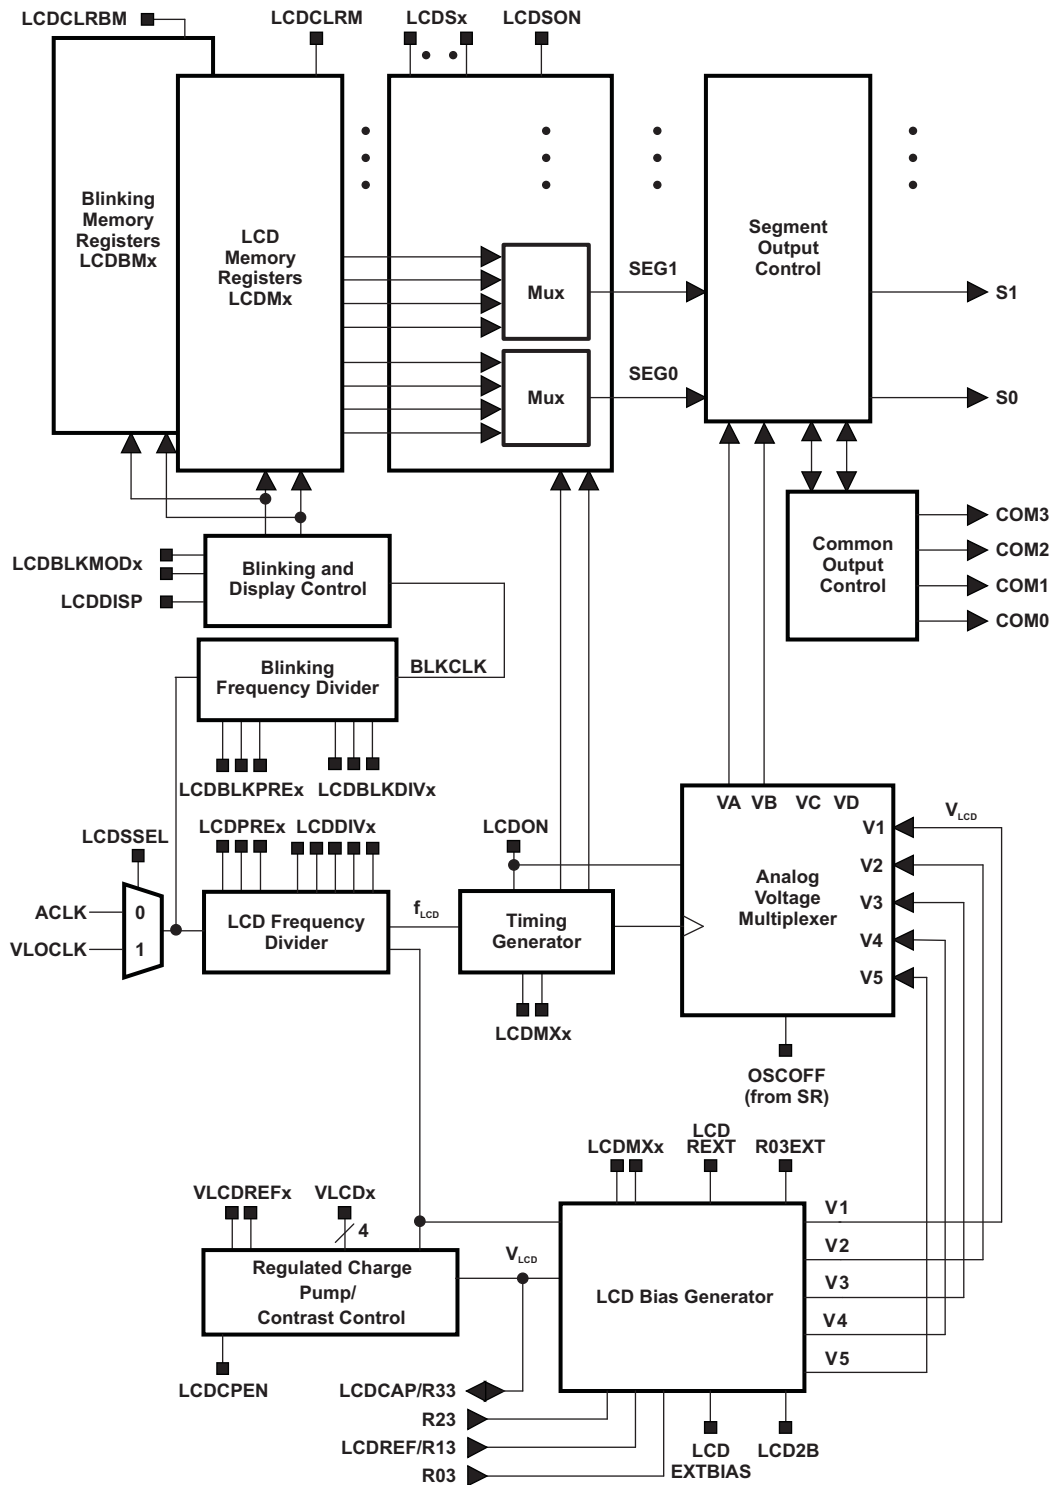 LCDCLRBM
LCDCLRM
LCDSx
LCDSON
Blinking
Memory
Registers
LCDBMx
LCD
Memory
Registers
LCDMx
Mux
Mux
SEG1
SEG0
Segment
Output
Control
S1
S0
Common
Output
Control
COM3
COM2
COM1
COM0
LCDBLKMODx
LCDDISP
Blinking and
Display Control
Blinking
Frequency Divider
BLKCLK
LCDBLKPREx
LCDBLKDIVx
LCDSSEL
ACLK
VLOCLK
0
1
LCDPREx
LCDDIVx
LCD Frequency
Divider
fLCD
LCDON
Timing
Generator
LCDMXx
VA VB VC VD
Analog
Voltage
Multiplexer
V1
V2
V3
V4
V5
VLCD
OSCOFF
(from SR)
LCDMXx
LCD
REXT
R03EXT
VLCDREFx
VLCDx
4
Regulated Charge
Pump/
Contrast Control
LCDCPEN
VLCD
LCD Bias Generator
V1
V2
V3
V4
V5
LCDCAP/R33
R23
LCDREF/R13
R03
LCD
EXTBIAS
LCD2B